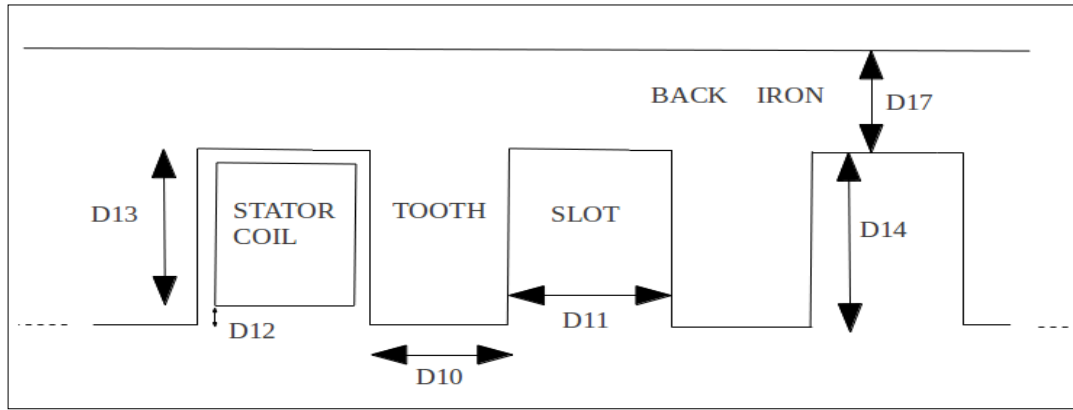 BACK IRON
D17
D13
STATOR
COIL
TOOTH
SLOT
D14
D12
D11
D10